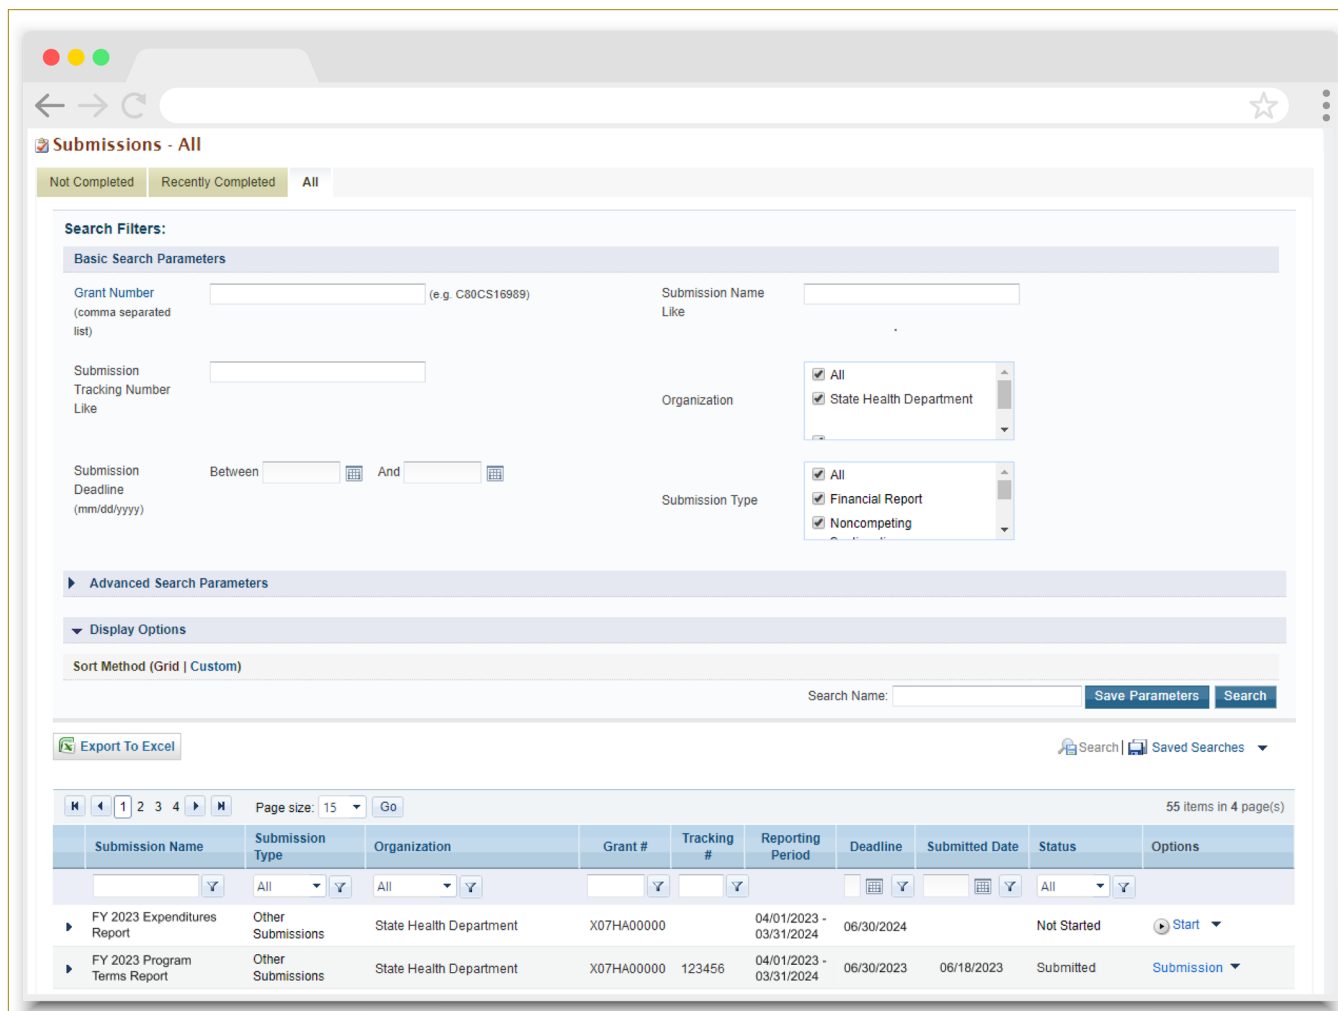 Submissions - All
Not Completed
Recently Completed
All
Search Filters:
Basic Search Parameters
Grant Number
(comma separated
list)
(e.g. C80CS16989)
Submission Name
Like
Submission
Tracking Number
Like
Organization
All
State Health Department
Submission
Deadline
(mm/dd/yyyy)
Between
And
Submission Type
All
Financial Report
Noncompeting
Advanced Search Parameters
Display Options
Sort Method (Grid | Custom)
Search Name:
Save Parameters
Search
Export To Excel
Search |
Saved Searches
1 2 3 4
Page size: 15
Go
55 items in 4 page(s)
Submission Name
Submission
Type
Organization
Grant #
Tracking
#
Reporting
Period
Deadline
Submitted Date
Status
Options
All
All
All
FY 2023 Expenditures
Report
Other
Submissions
State Health Department
X07HA00000
04/01/2023 -
03/31/2024
06/30/2024
Not Started
Start
FY 2023 Program
Terms Report
Other
Submissions
State Health Department
X07HA00000
123456
04/01/2023 -
03/31/2024
06/30/2023
06/18/2023
Submitted
Submission